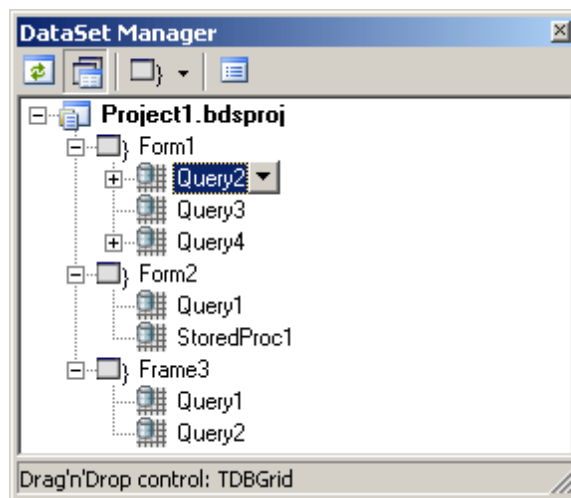 DataSet Manager
Project1.bdsproj
Form1
Query2
Query3
Query4
Form2
Query1
StoredProc1
Frame3
Query1
Query2
Drag'n'Drop control: TDBGrid